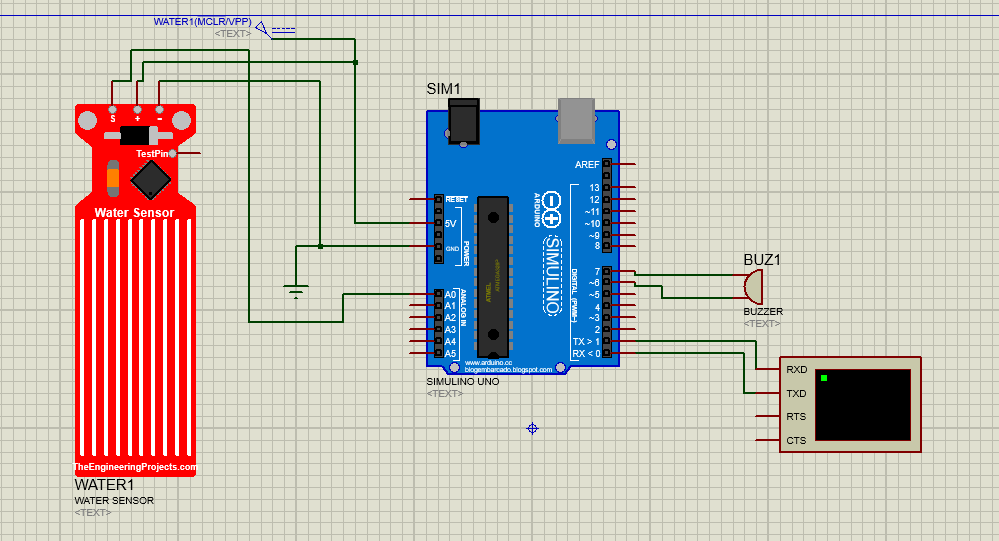 WATER1(MCLR/VPP)
<TEXT>
S + -
TestPin
Water Sensor
TheEngineeringProjects.com
WATER1
WATER SENSOR
<TEXT>
SIM1
RESET
5V
GND
POWER
A0
A1
A2
A3
A4
A5
ANALOG IN
ATMEL
ARDUINO
SIMULINO
AREF
13
12
~11
~10
~9
8
7
~6
~5
4
~3
2
TX > 1
RX < 0
DIGITAL (PWM~)
www.arduino.cc
blogembarcado.blogspot.com
SIMULINO UNO
<TEXT>
BUZ1
BUZZER
<TEXT>
RXD
TXD
RTS
CTS